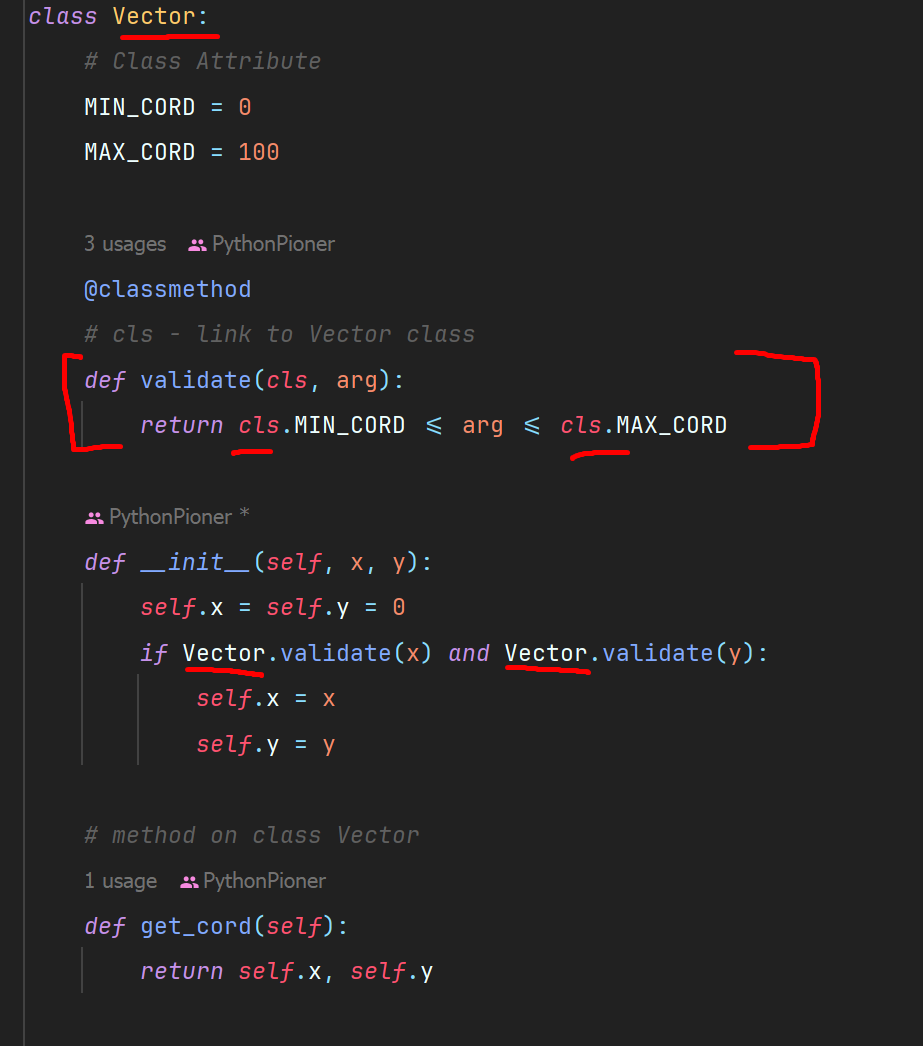 class Vector:
# Class Attribute
MIN_CORD = 0
MAX_CORD = 100
3 usages PythonPioner
@classmethod
# cls - link to Vector class
def validate(cls, arg):
return cls.MIN_CORD ⩽ arg ⩽ cls.MAX_CORD
PythonPioner *
def __init__(self, x, y):
self.x = self.y = 0
if Vector.validate(x) and Vector.validate(y):
self.x = x
self.y = y
# method on class Vector
1 usage PythonPioner
def get_cord(self):
return self.x, self.y